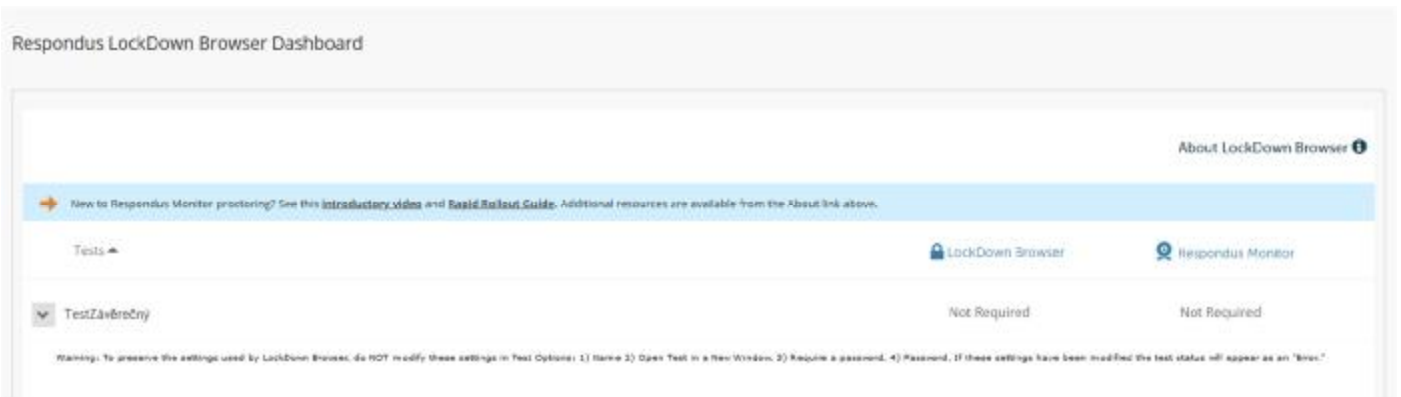 Respondus LockDown Browser Dashboard
About LockDown Browser
New to Respondus Monitor proctoring? See this introductory video and Rapid Rollout Guide. Additional resources are available from the About link above.
Tests LockDown Browser Respondus Monitor
TestZávěrečný Not Required Not Required
Warning: To preserve the settings used by LockDown Browser, do NOT modify these settings in Test Options: 1) Name 2) Open Test in a New Window. 3) Require a password. 4) Password. If these settings have been modified the test status will appear as an "Error."